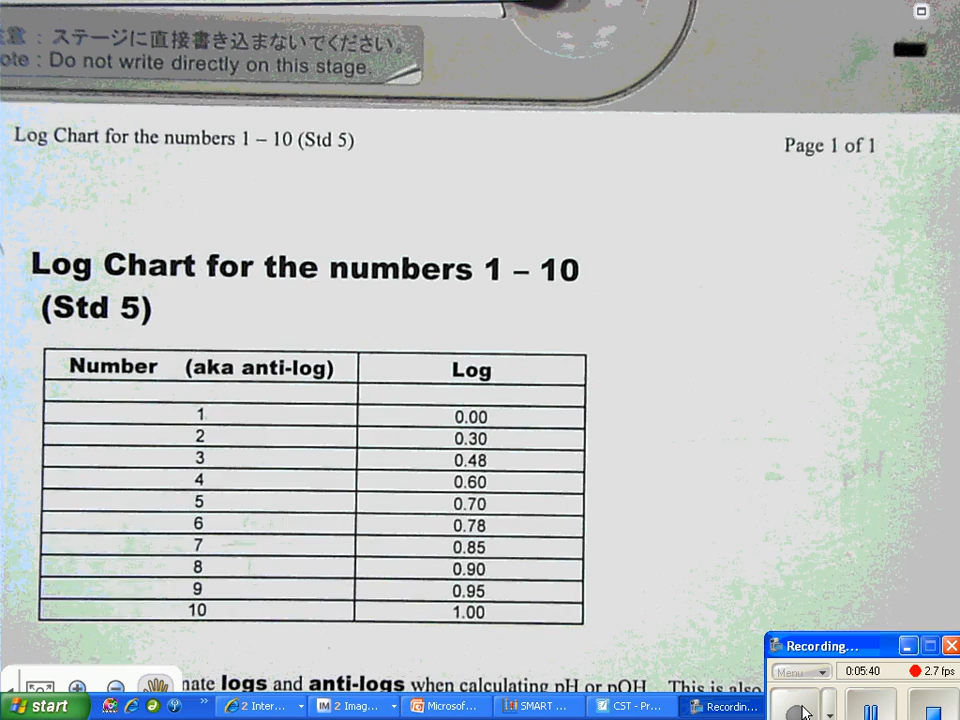 注意：ステージに直接書き込まないでください。
ote : Do not write directly on this stage.
Log Chart for the numbers 1 – 10 (Std 5)
Page 1 of 1
Log Chart for the numbers 1 – 10
(Std 5)
Number (aka anti-log) Log
1 0.00
2 0.30
3 0.48
4 0.60
5 0.70
6 0.78
7 0.85
8 0.90
9 0.95
10 1.00
Recording...
Menu 0:05:40 2.7 fps
nate logs and anti-logs when calculating pH or pOH. This is also
start 2 Inter... 2 Imag... Microsof... SMART ... CST - Pr... Recordin...